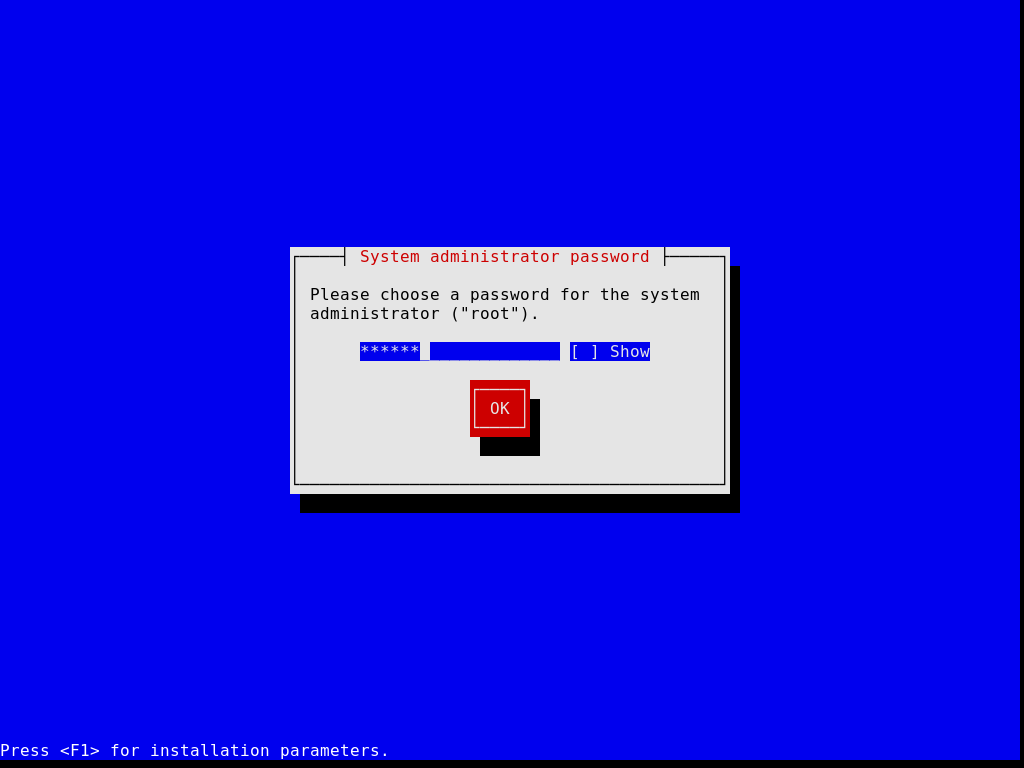 System administrator password
Please choose a password for the system
administrator ("root").
****** [ ] Show
OK
Press <F1> for installation parameters.